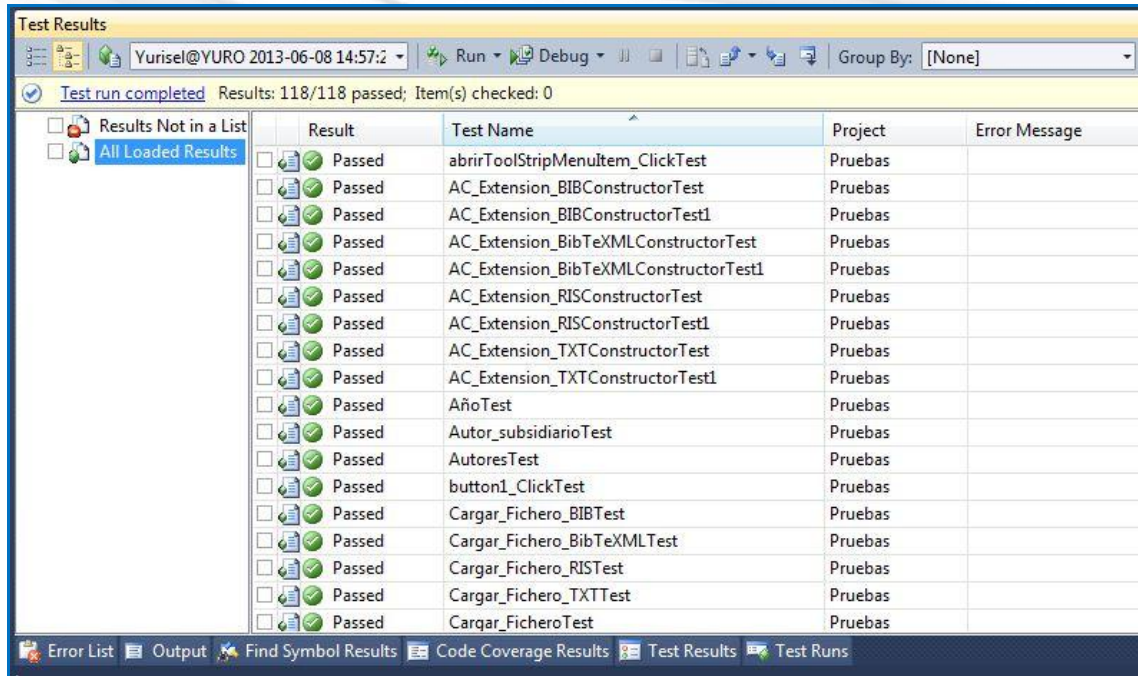 Test Results
Yurisel@YURO 2013-06-08 14:57:2 Run Debug Group By: [None]
Test run completed Results: 118/118 passed; Item(s) checked: 0
Results Not in a List
All Loaded Results
Result Test Name Project Error Message
Passed abrirToolStripMenuItem_ClickTest Pruebas
Passed AC_Extension_BIBConstructorTest Pruebas
Passed AC_Extension_BIBConstructorTest1 Pruebas
Passed AC_Extension_BibTeXMLConstructorTest Pruebas
Passed AC_Extension_BibTeXMLConstructorTest1 Pruebas
Passed AC_Extension_RISConstructorTest Pruebas
Passed AC_Extension_RISConstructorTest1 Pruebas
Passed AC_Extension_TXTConstructorTest Pruebas
Passed AC_Extension_TXTConstructorTest1 Pruebas
Passed AñoTest Pruebas
Passed Autor_subsidiarioTest Pruebas
Passed AutoresTest Pruebas
Passed button1_ClickTest Pruebas
Passed Cargar_Fichero_BIBTest Pruebas
Passed Cargar_Fichero_BibTeXMLTest Pruebas
Passed Cargar_Fichero_RISTest Pruebas
Passed Cargar_Fichero_TXTTest Pruebas
Passed Cargar_FicheroTest Pruebas
Error List Output Find Symbol Results Code Coverage Results Test Results Test Runs